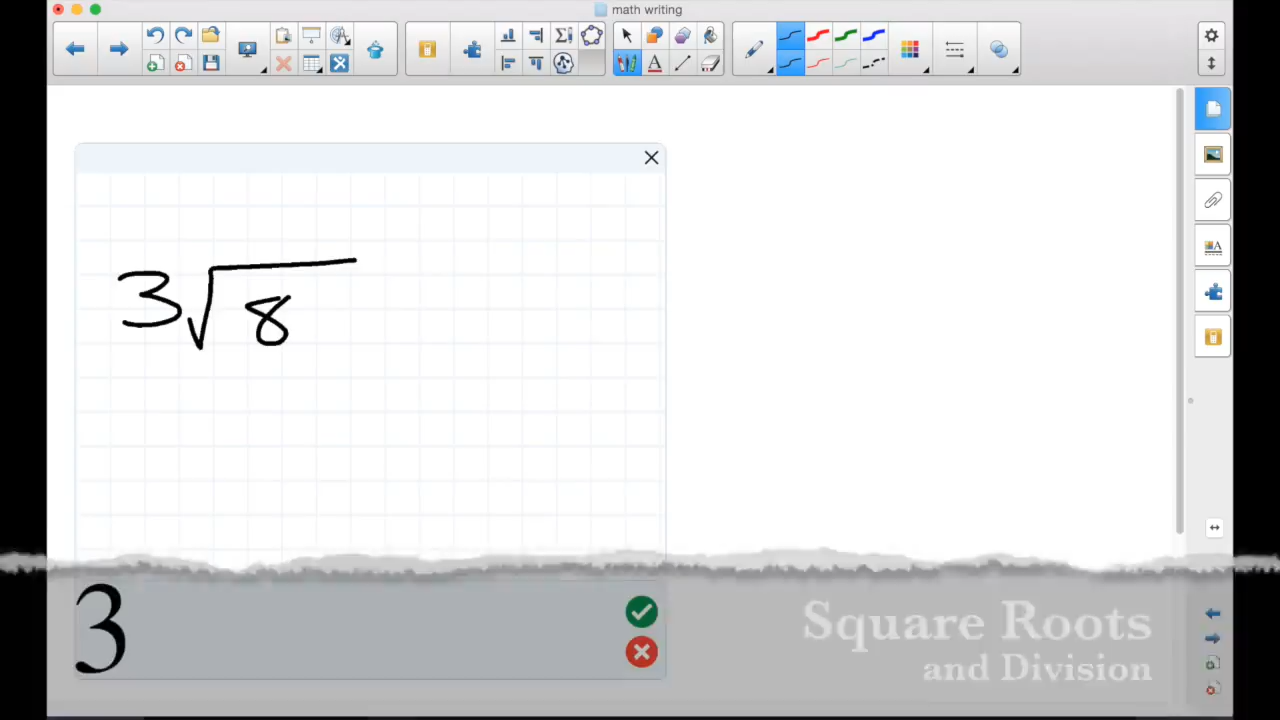 math writing
3√8
3
Square Roots
and Division